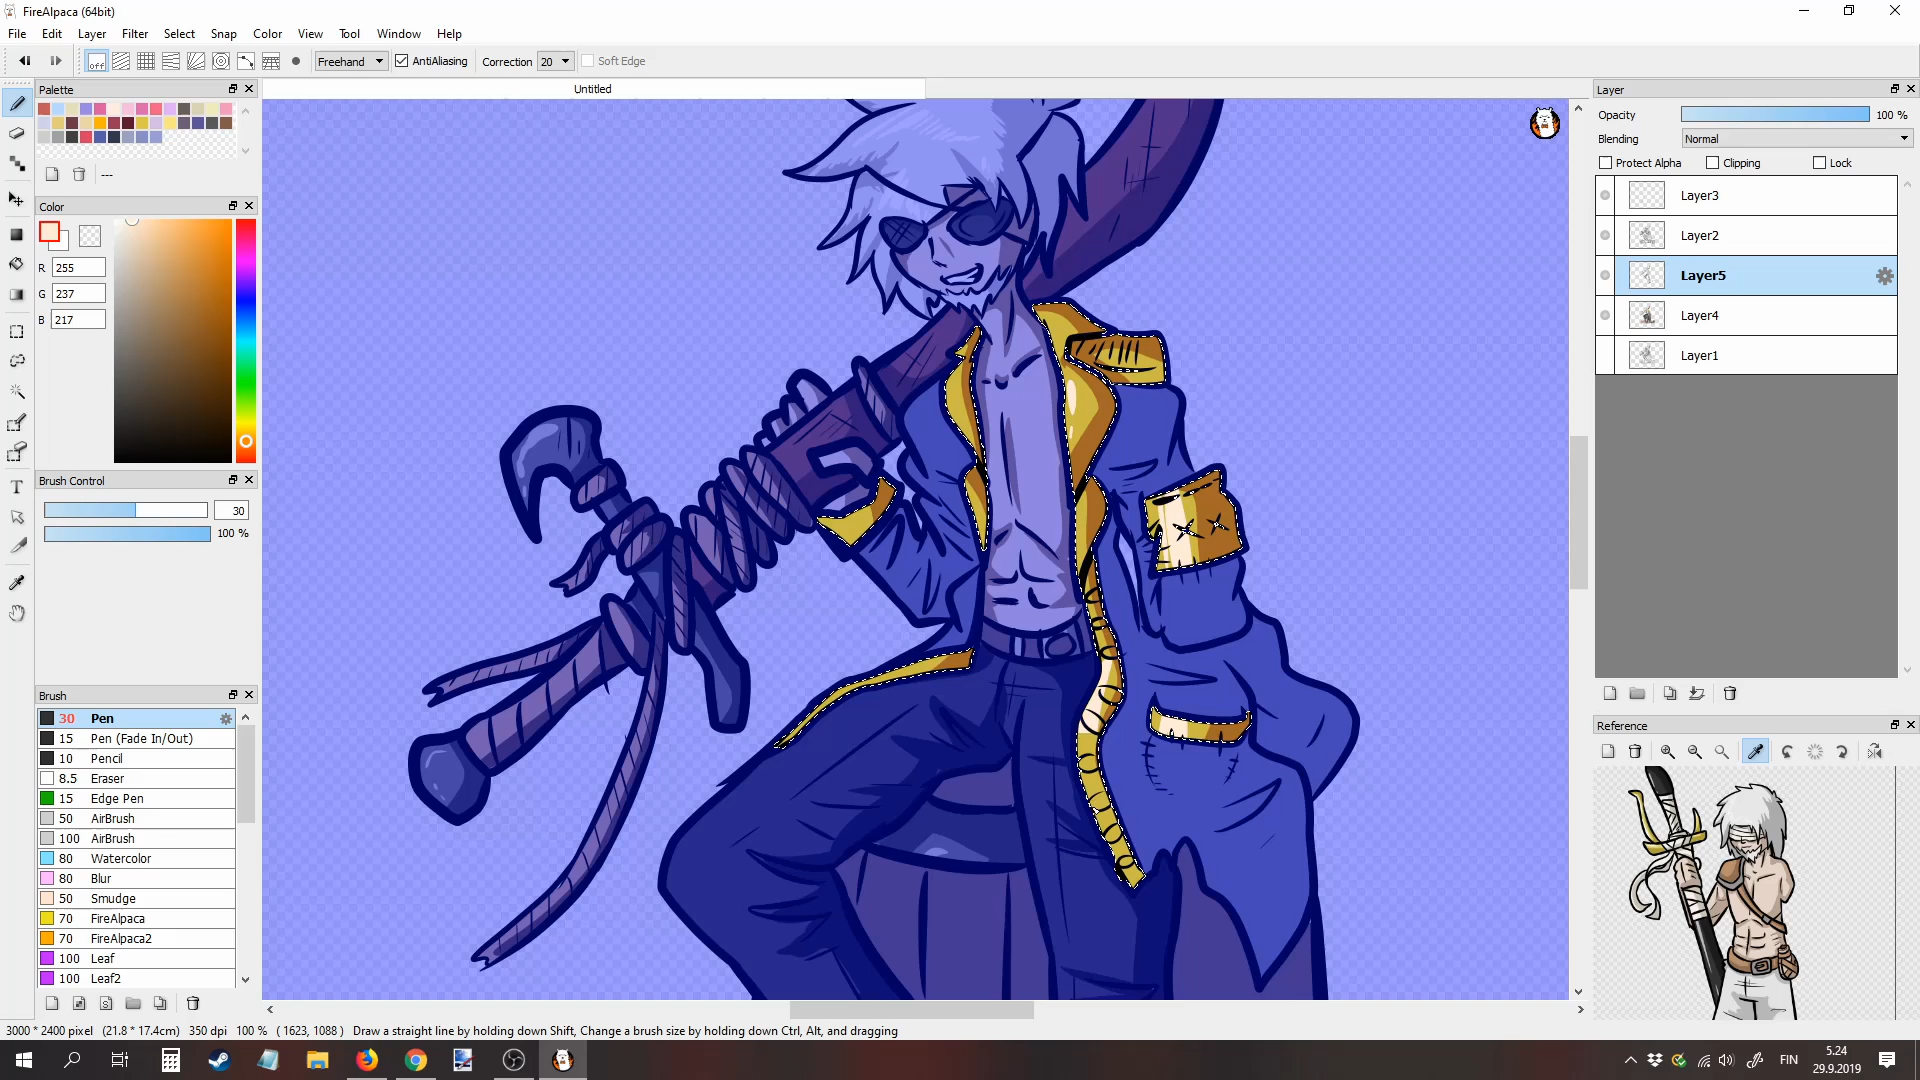 FireAlpaca (64bit)
File Edit Layer Filter Select Snap Color View Tool Window Help
off Freehand AntiAliasing Correction 20 Soft Edge
Palette
Untitled
Layer
Opacity 100 %
Blending Normal
Protect Alpha Clipping Lock
---
Layer3
Color
Layer2
R 255
Layer5
G 237
B 217
Layer4
Layer1
Brush Control
30
100 %
T
Brush
30 Pen
15 Pen (Fade In/Out)
10 Pencil
8.5 Eraser
15 Edge Pen
50 AirBrush
100 AirBrush
80 Watercolor
80 Blur
50 Smudge
70 FireAlpaca
70 FireAlpaca2
100 Leaf
100 Leaf2
Reference
3000 * 2400 pixel (21.8 * 17.4cm) 350 dpi 100 % ( 1623, 1088 ) Draw a straight line by holding down Shift, Change a brush size by holding down Ctrl, Alt, and dragging
FIN
5.24
29.9.2019